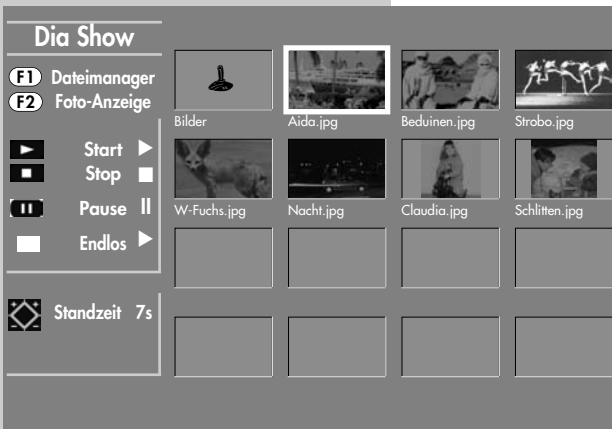 Dia Show
F1 Dateimanager
F2 Foto-Anzeige
Start
Stop
Pause
Endlos
Standzeit 7s
Bilder Aida.jpg Beduinen.jpg Strobo.jpg
W-Fuchs.jpg Nacht.jpg Claudia.jpg Schlitten.jpg